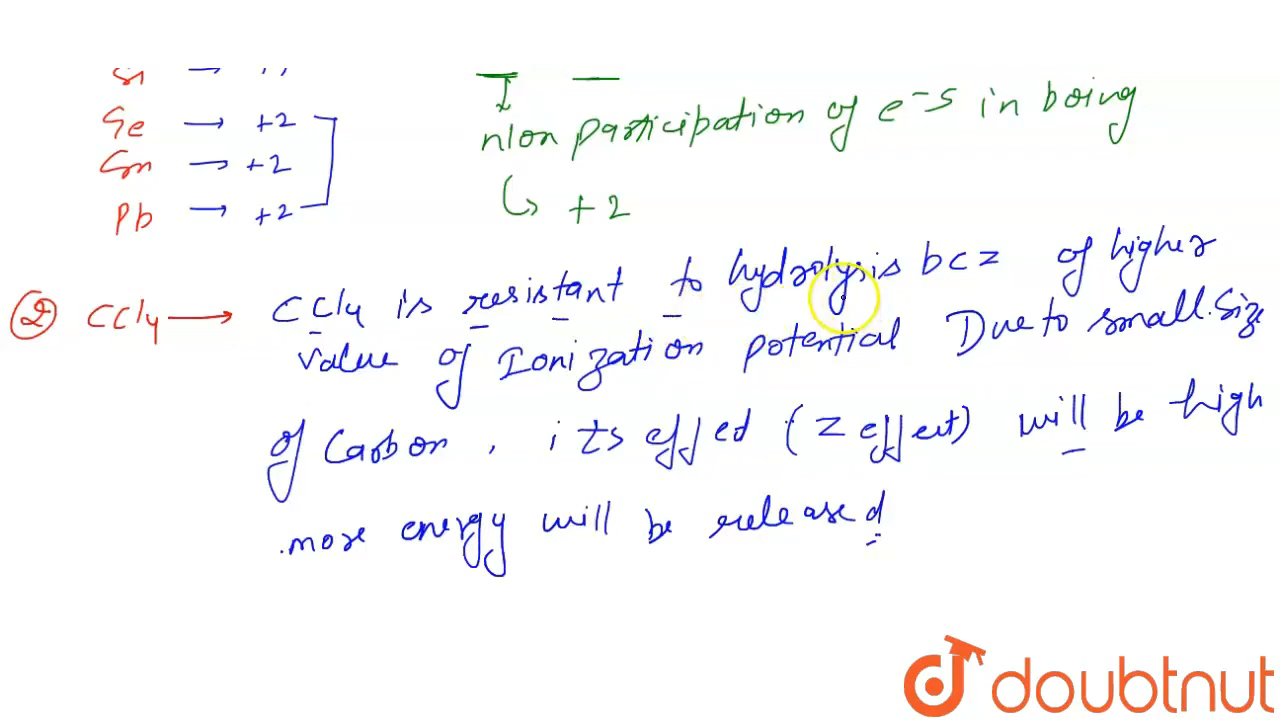 Ge → +2
Sn → +2
Pb → +2
I
non participation of e⁻s in boing
↳ +2
② CCl4 → CCl4 is resistant to hydrolysis bcz of higher
value of Ionization potential Due to small size
of Carbon, its effed (Z effect) will be high
more energy will be released
doubtnut